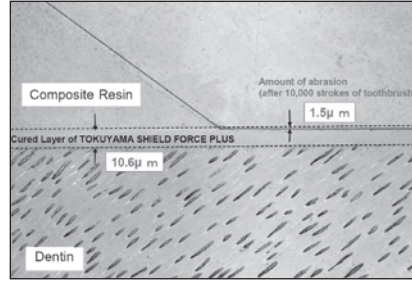 Amount of abrasion
(after 10,000 strokes of toothbrush
1.5µ m
Composite Resin
Cured Layer of TOKUYAMA SHIELD FORCE PLUS
10.6µ m
Dentin